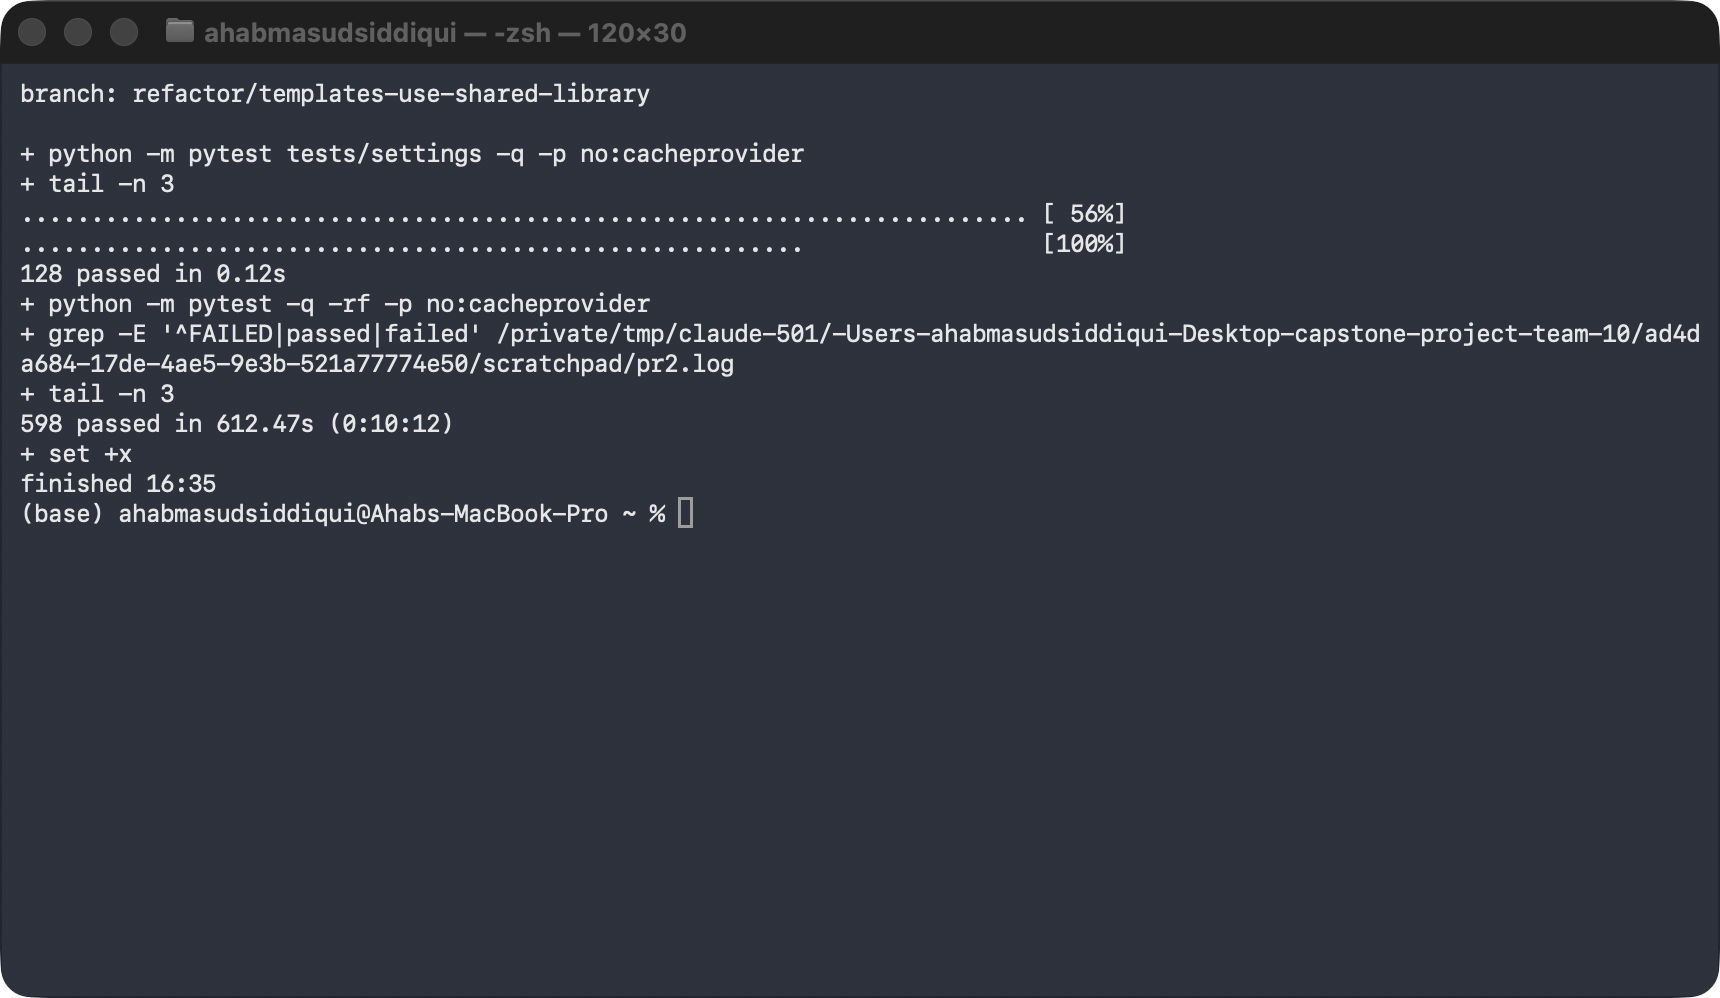 ahabmasudsiddiqui — -zsh — 120×30
branch: refactor/templates-use-shared-library
+ python -m pytest tests/settings -q -p no:cacheprovider
+ tail -n 3
........................................................................ [ 56%]
........................................................                 [100%]
128 passed in 0.12s
+ python -m pytest -q -rf -p no:cacheprovider
+ grep -E '^FAILED|passed|failed' /private/tmp/claude-501/-Users-ahabmasudsiddiqui-Desktop-capstone-project-team-10/ad4d
a684-17de-4ae5-9e3b-521a77774e50/scratchpad/pr2.log
+ tail -n 3
598 passed in 612.47s (0:10:12)
+ set +x
finished 16:35
(base) ahabmasudsiddiqui@Ahabs-MacBook-Pro ~ %